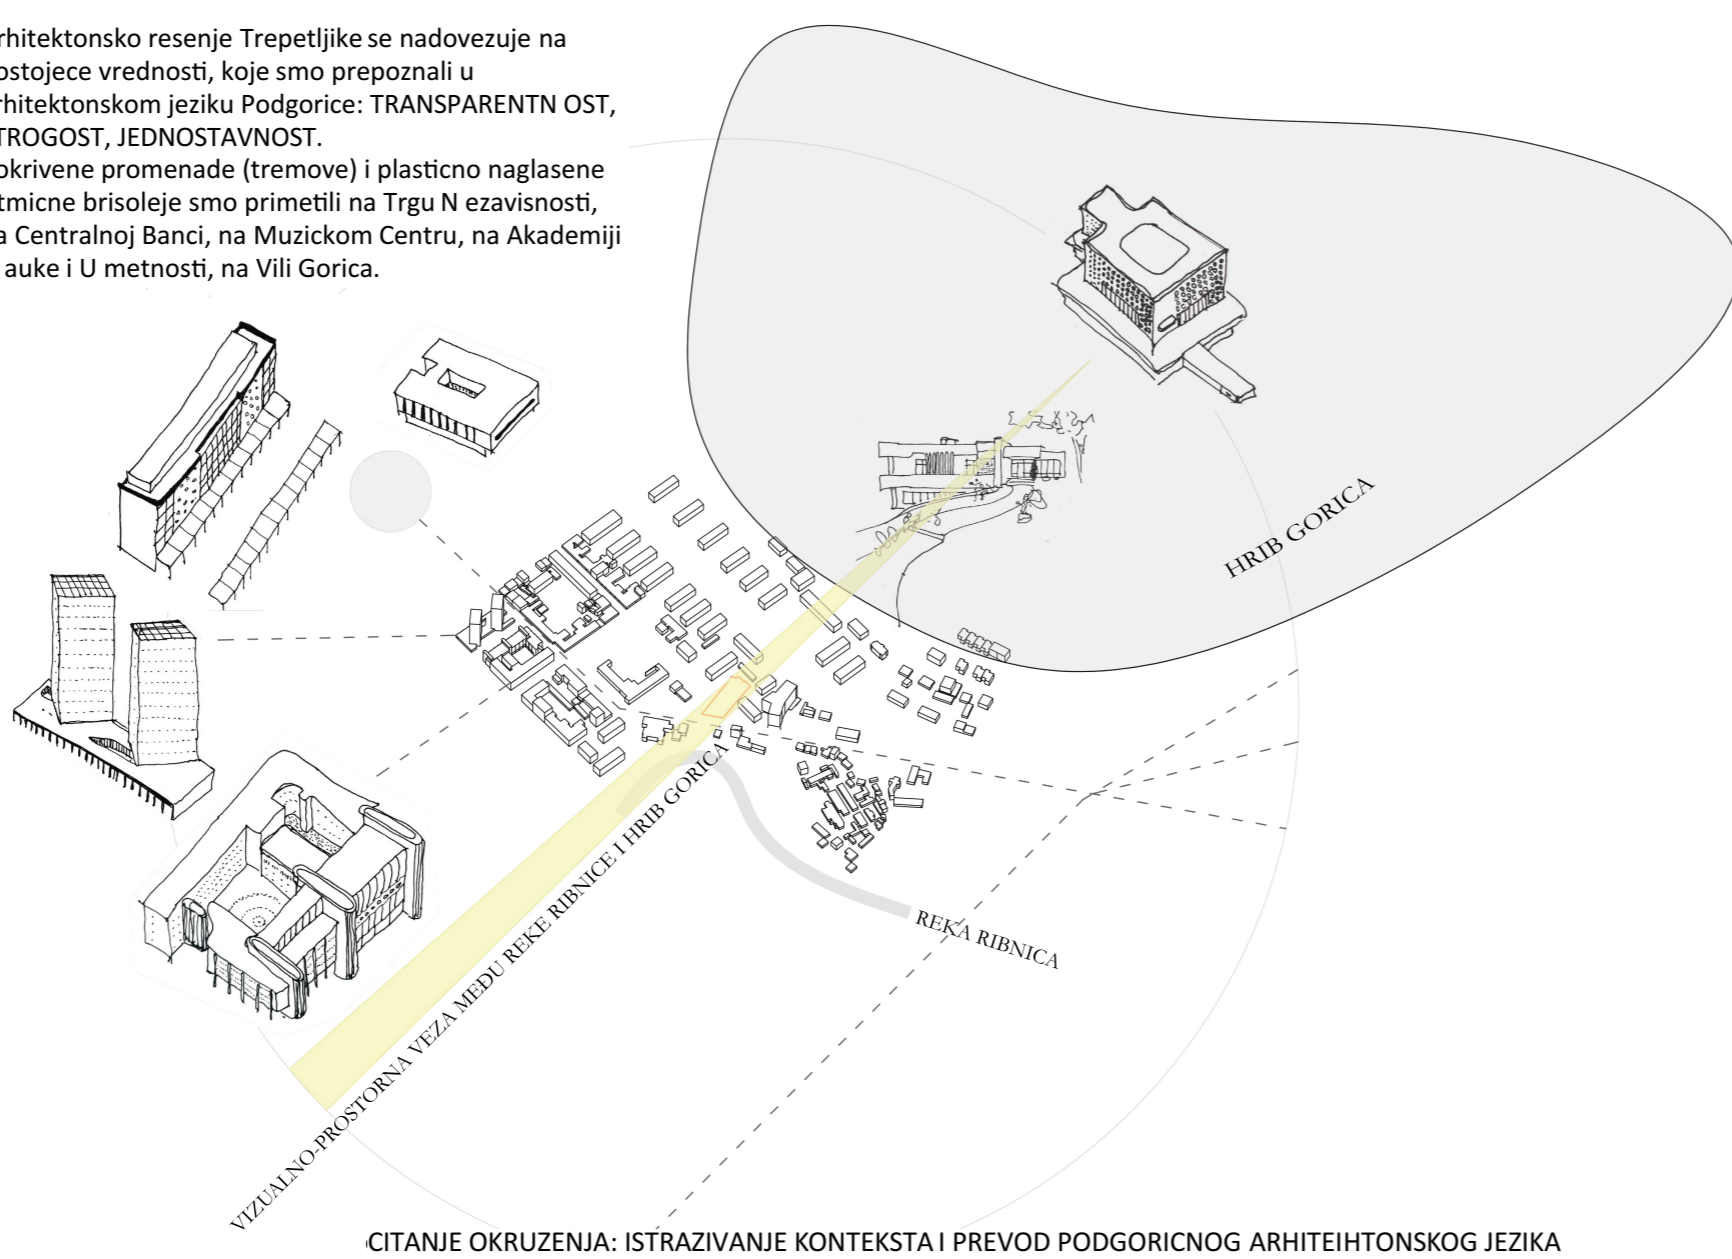 rhitektonsko resenje Trepetljike se nadovezuje na
ostojece vrednosti, koje smo prepoznali u
rhitektonskom jeziku Podgorice: TRANSPARENTN OST,
TROGOST, JEDNOSTAVNOST.
okrivene promenade (tremove) i plasticno naglasene
tmicne brisoleje smo primetili na Trgu N ezavisnosti,
a Centralnoj Banci, na Muzickom Centru, na Akademiji
auke i U metnosti, na Vili Gorica.
HRIB GORICA
VIZUALNO-PROSTORNA VEZA MEĐU REKE RIBNICE I HRIB GORICA
REKA RIBNICA
CITANJE OKRUZENJA: ISTRAZIVANJE KONTEKSTA I PREVOD PODGORICNOG ARHITEIHTONSKOG JEZIKA